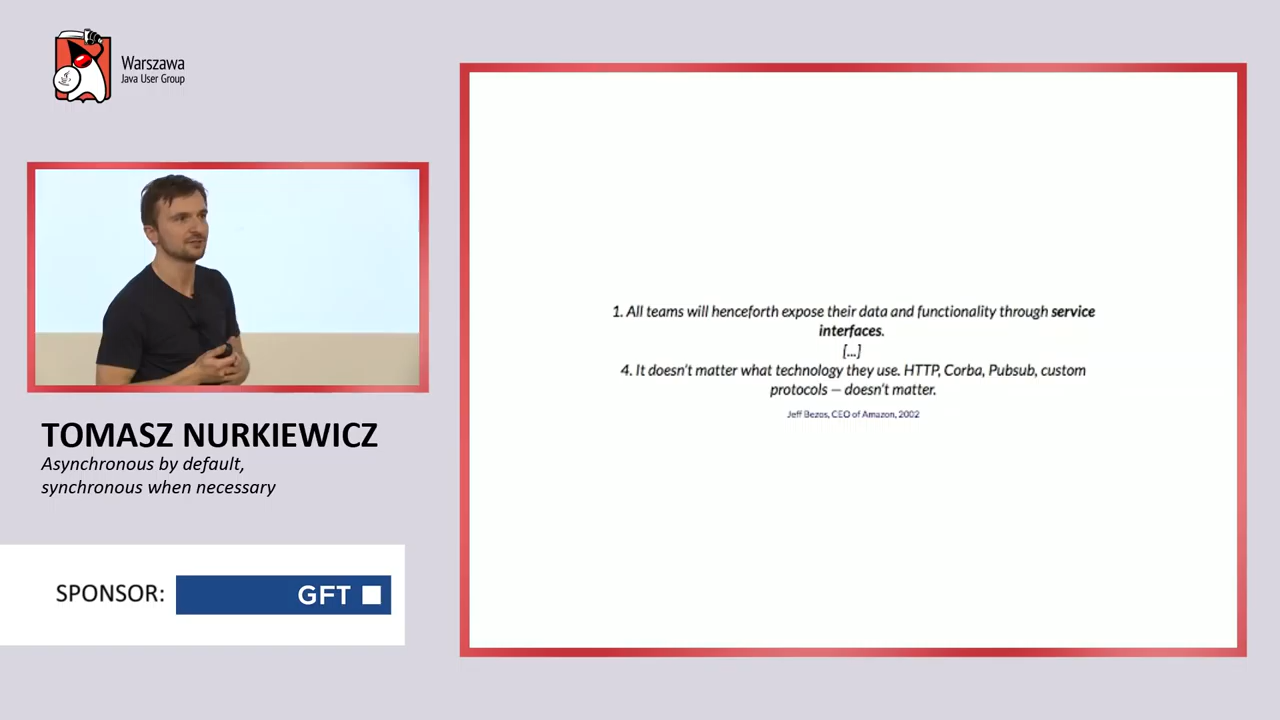 Warszawa
Java User Group
TOMASZ NURKIEWICZ
Asynchronous by default,
synchronous when necessary
SPONSOR:
GFT
1. All teams will henceforth expose their data and functionality through service
interfaces.
[...]
4. It doesn't matter what technology they use. HTTP, Corba, Pubsub, custom
protocols — doesn't matter.
Jeff Bezos, CEO of Amazon, 2002